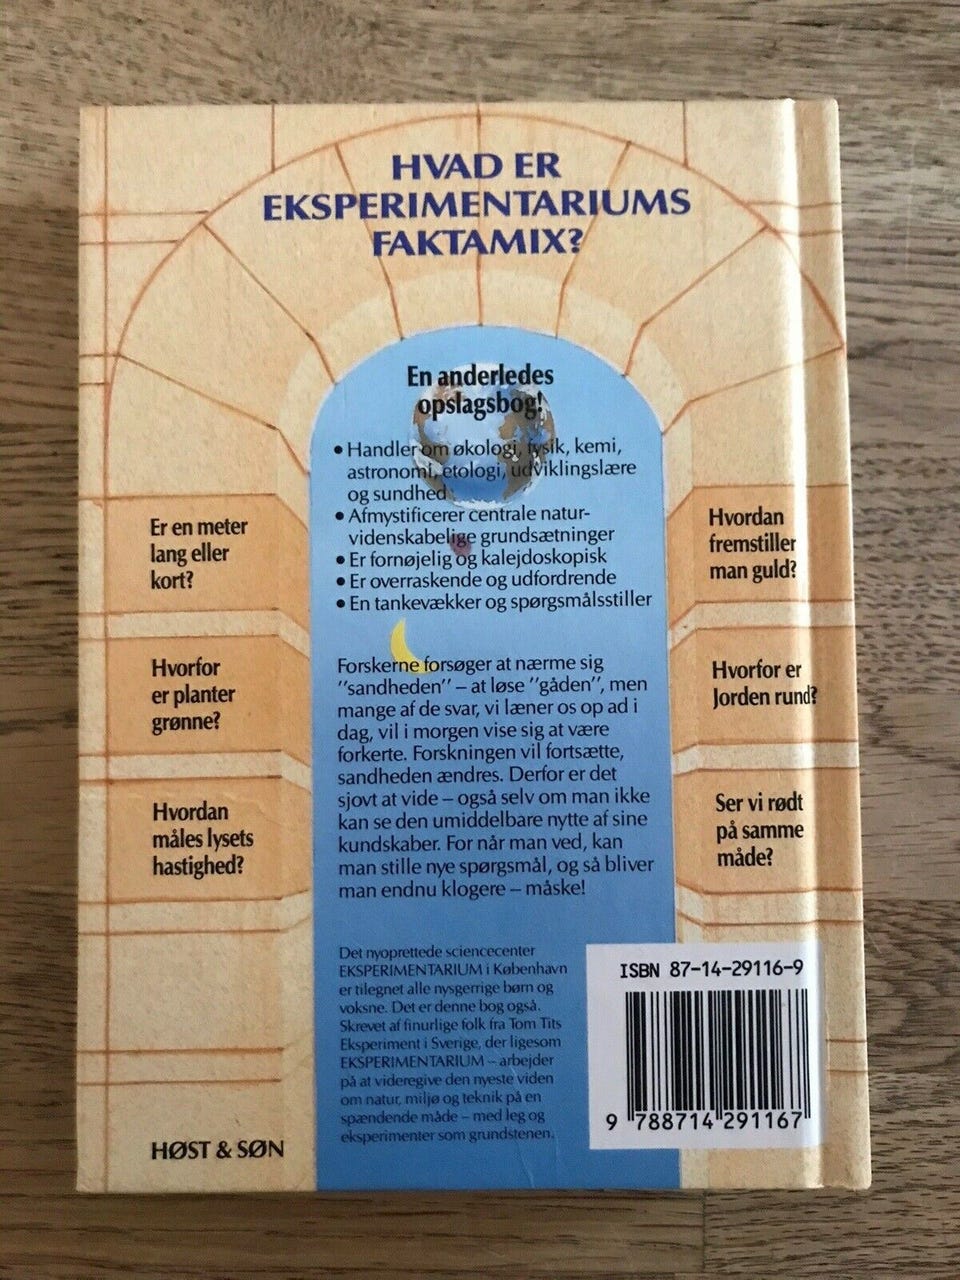 HVAD ER
EKSPERIMENTARIUMS
FAKTAMIX?
En anderledes
opslagsbog!
• Handler om økologi, fysik, kemi,
astronomi, etologi, udviklingslære
og sundhed
• Afmystificerer centrale natur-
videnskabelige grundsætninger
• Er fornøjelig og kalejdoskopisk
• Er overraskende og udfordrende
• En tankevækker og spørgsmålsstiller
Er en meter
lang eller
kort?
Hvorfor
er planter
grønne?
Hvordan
måles lysets
hastighed?
Hvordan
fremstiller
man guld?
Hvorfor er
Jorden rund?
Ser vi rødt
på samme
måde?
Forskerne forsøger at nærme sig
"sandheden" – at løse "gåden", men
mange af de svar, vi læner os op ad i
dag, vil i morgen vise sig at være
forkerte. Forskningen vil fortsætte,
sandheden ændres. Derfor er det
sjovt at vide – også selv om man ikke
kan se den umiddelbare nytte af sine
kundskaber. For når man ved, kan
man stille nye spørgsmål, og så bliver
man endnu klogere – måske!
Det nyoprettede sciencecenter
EKSPERIMENTARIUM i København
er tilegnet alle nysgerrige børn og
voksne. Det er denne bog også.
Skrevet af finurlige folk fra Tom Tits
Eksperiment i Sverige, der ligesom
EKSPERIMENTARIUM – arbejder
på at videregive den nyeste viden
om natur, miljø og teknik på en
spændende måde – med leg og
eksperimenter som grundstenen.
ISBN 87-14-29116-9
9 788714 291167
HØST & SØN